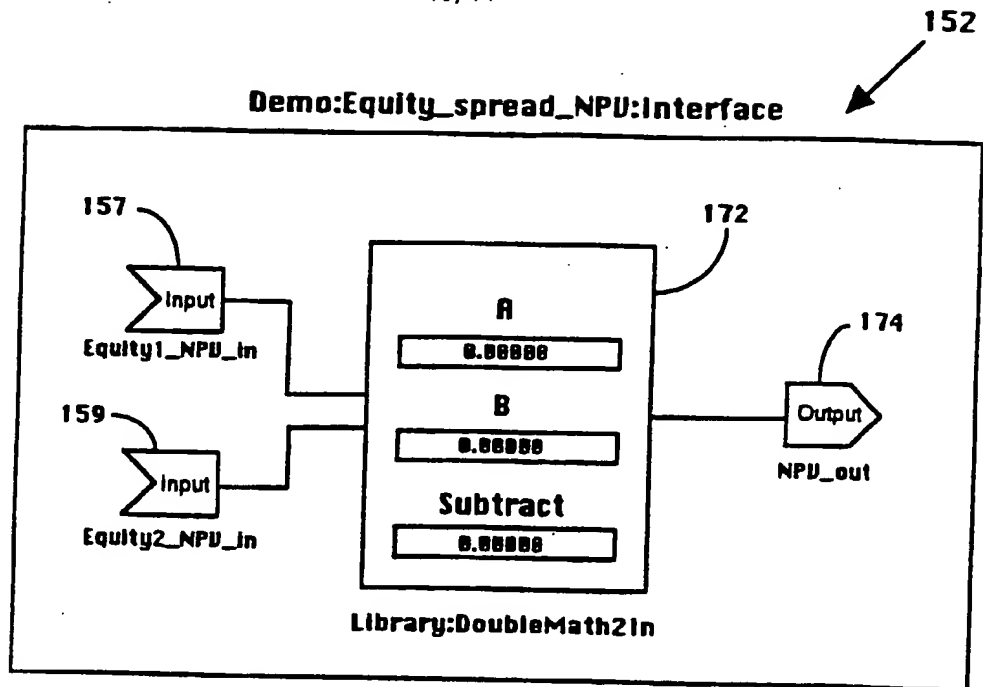 152
Demo:Equity_spread_NPV:Interface
157
172
Input
Equity1_NPV_in
A
0.00000
174
Output
NPV_out
B
0.00000
159
Input
Equity2_NPV_in
Subtract
0.00000
Library:DoubleMath2In